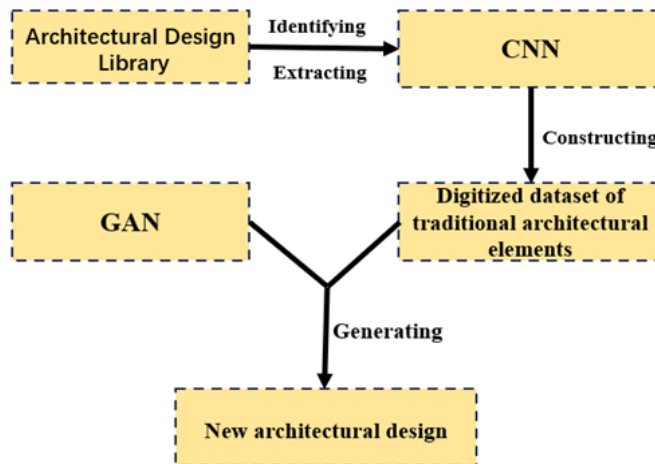 Architectural Design
Library
Identifying
Extracting
CNN
Constructing
GAN
Digitized dataset of
traditional architectural
elements
Generating
New architectural design